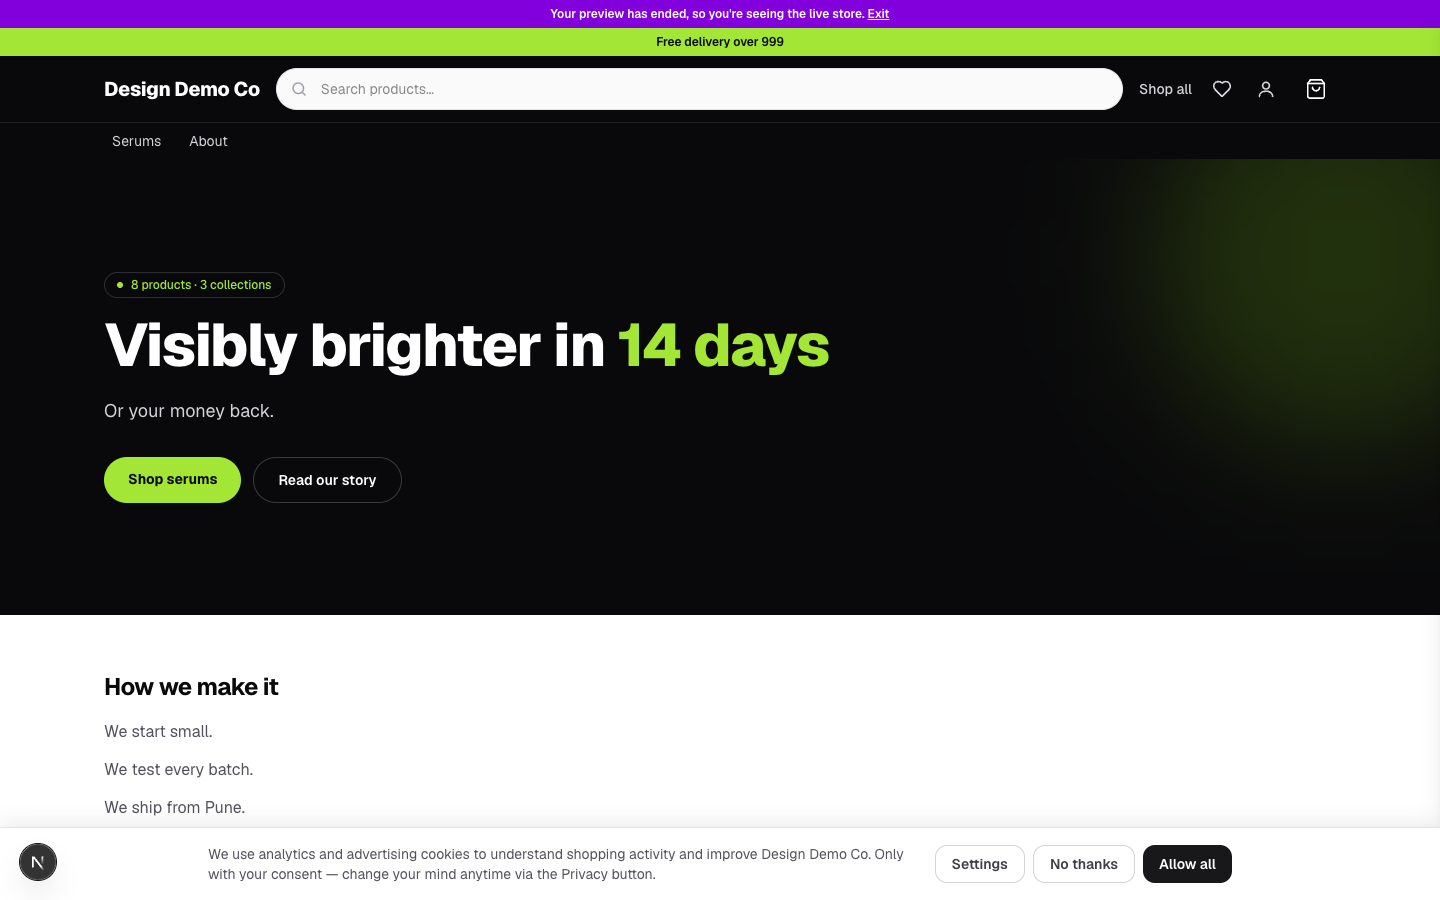 Your preview has ended, so you're seeing the live store. Exit
Free delivery over 999
Design Demo Co
Search products...
Shop all
Serums
About
8 products · 3 collections
Visibly brighter in 14 days
Or your money back.
Shop serums
Read our story
How we make it
We start small.
We test every batch.
We ship from Pune.
We use analytics and advertising cookies to understand shopping activity and improve Design Demo Co. Only
with your consent — change your mind anytime via the Privacy button.
Settings
No thanks
Allow all
N